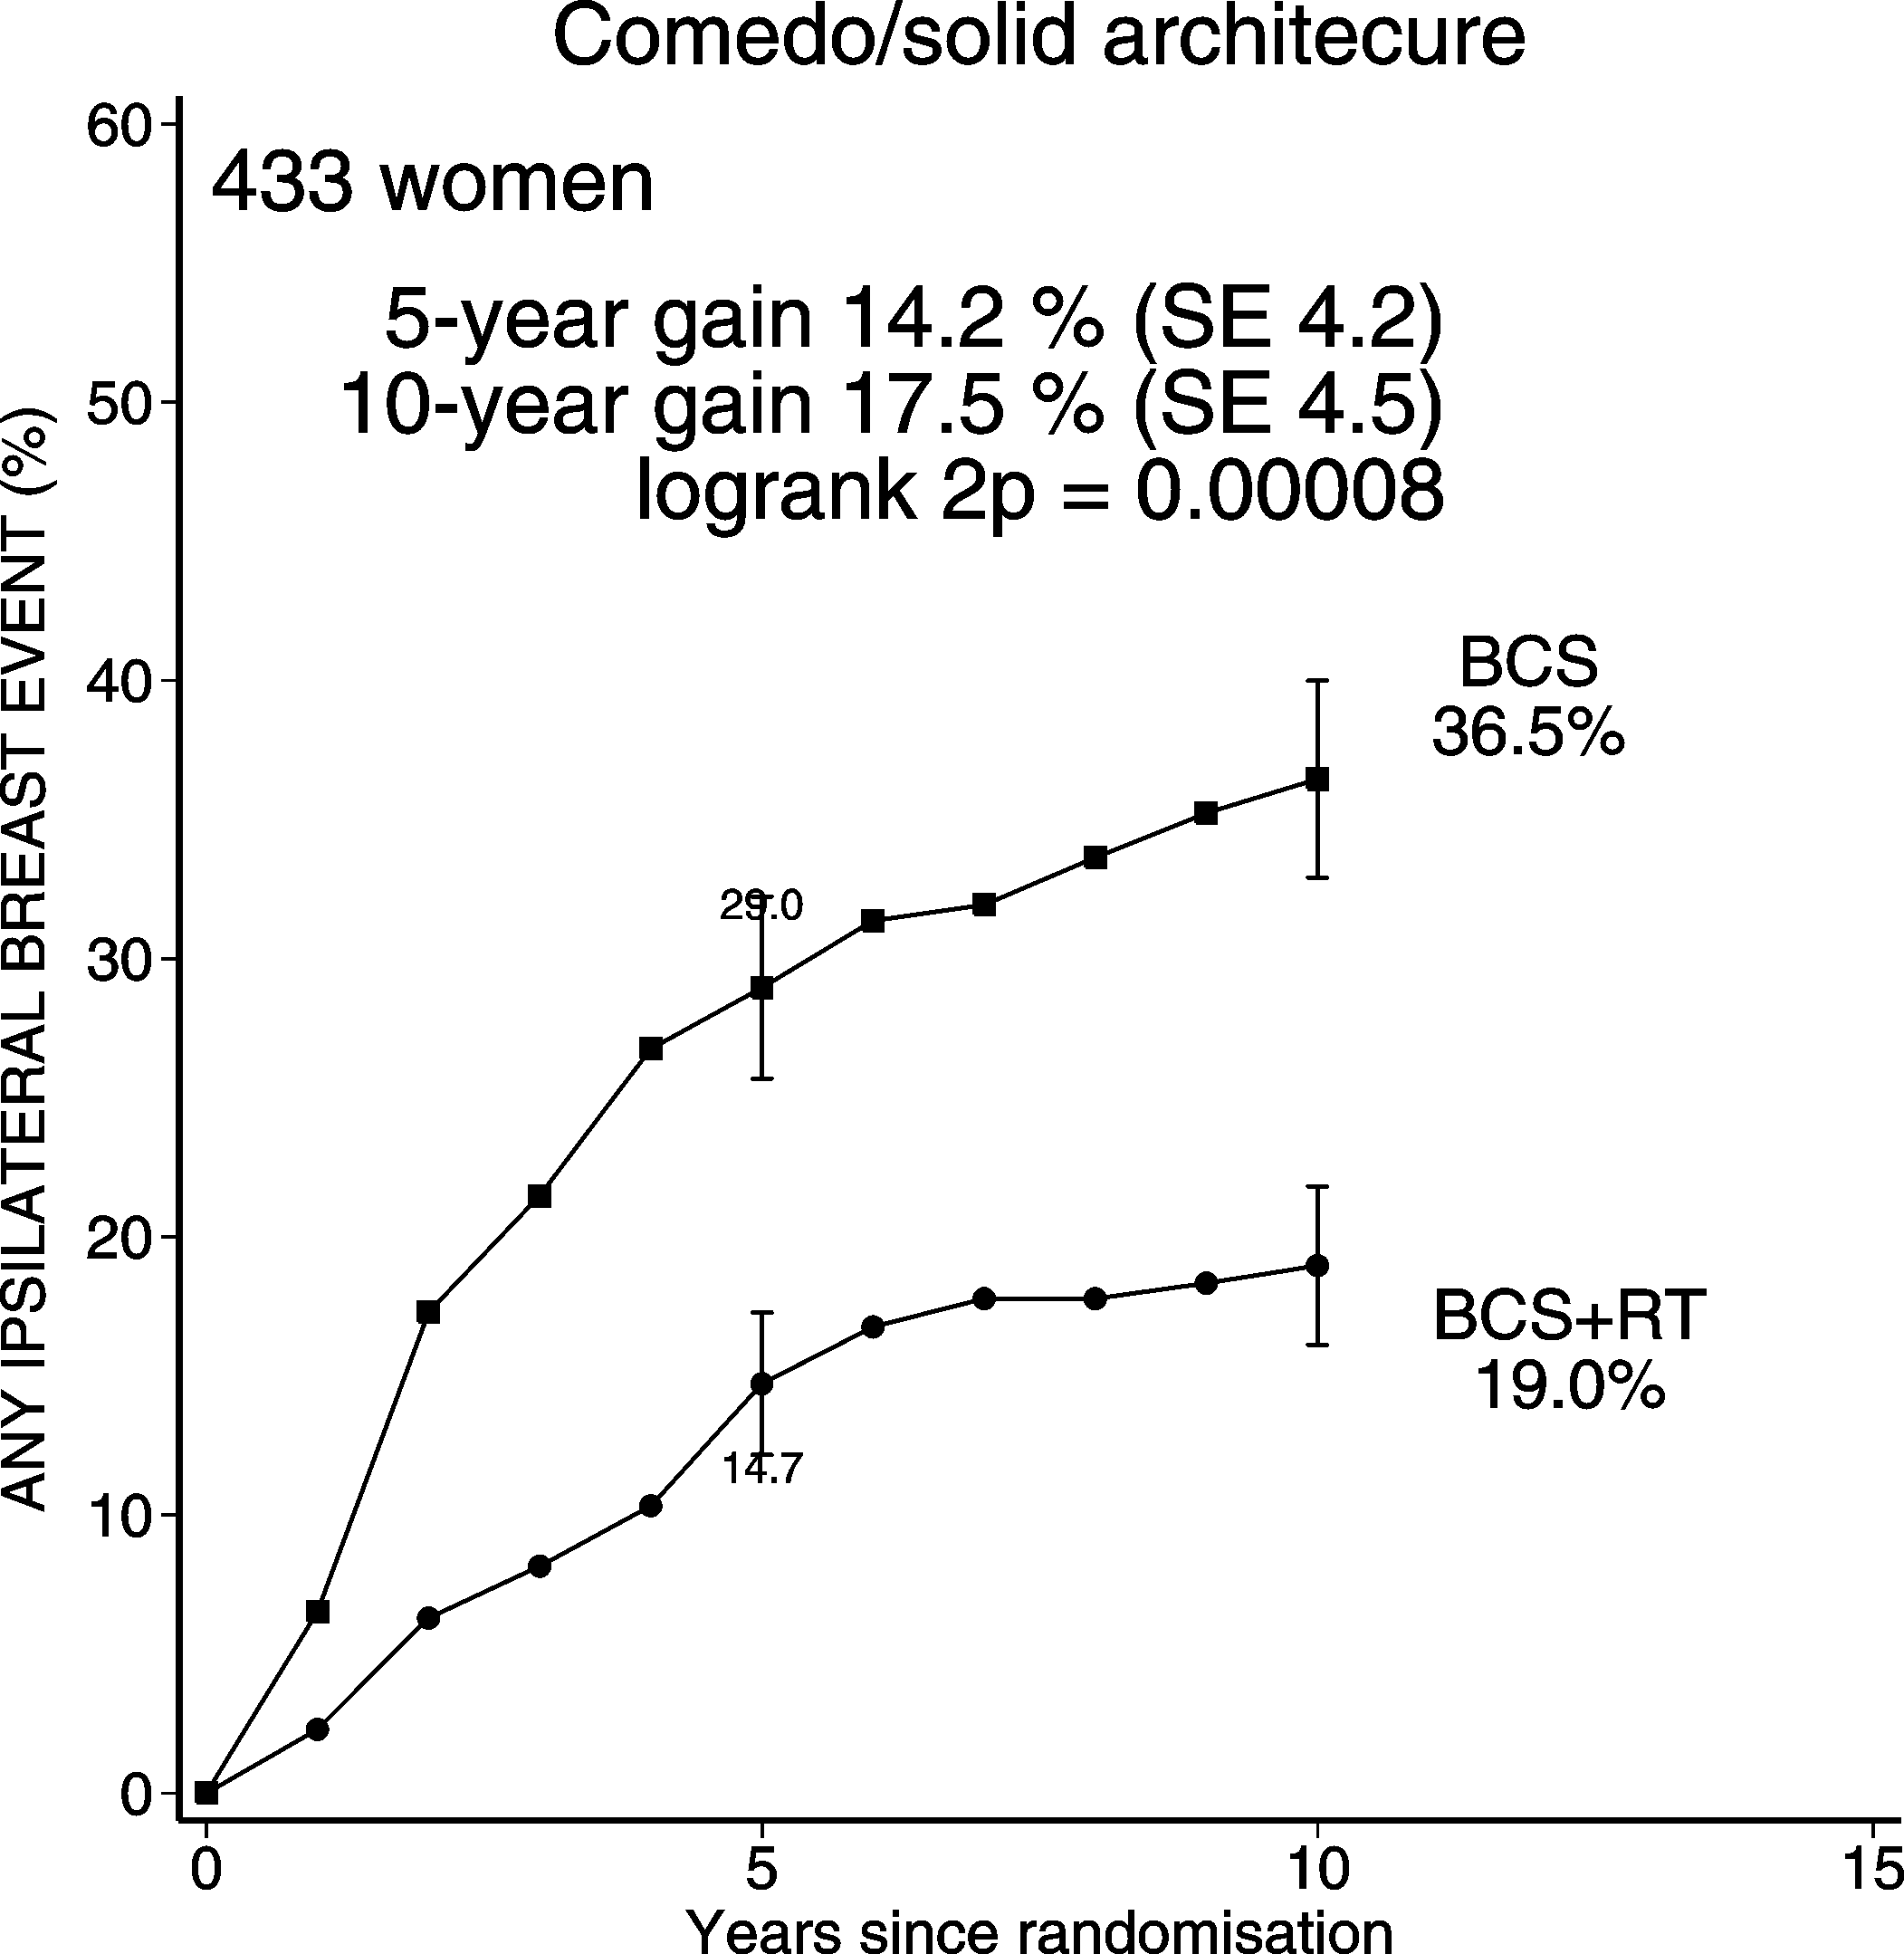 Comedo/solid architecure
60
433 women
5-year gain 14.2 % (SE 4.2)
10-year gain 17.5 % (SE 4.5)
logrank 2p = 0.00008
50
40
30
20
10
0
ANY IPSILATERAL BREAST EVENT (%)
BCS
36.5%
29.0
BCS+RT
19.0%
14.7
0 5 10 15
Years since randomisation